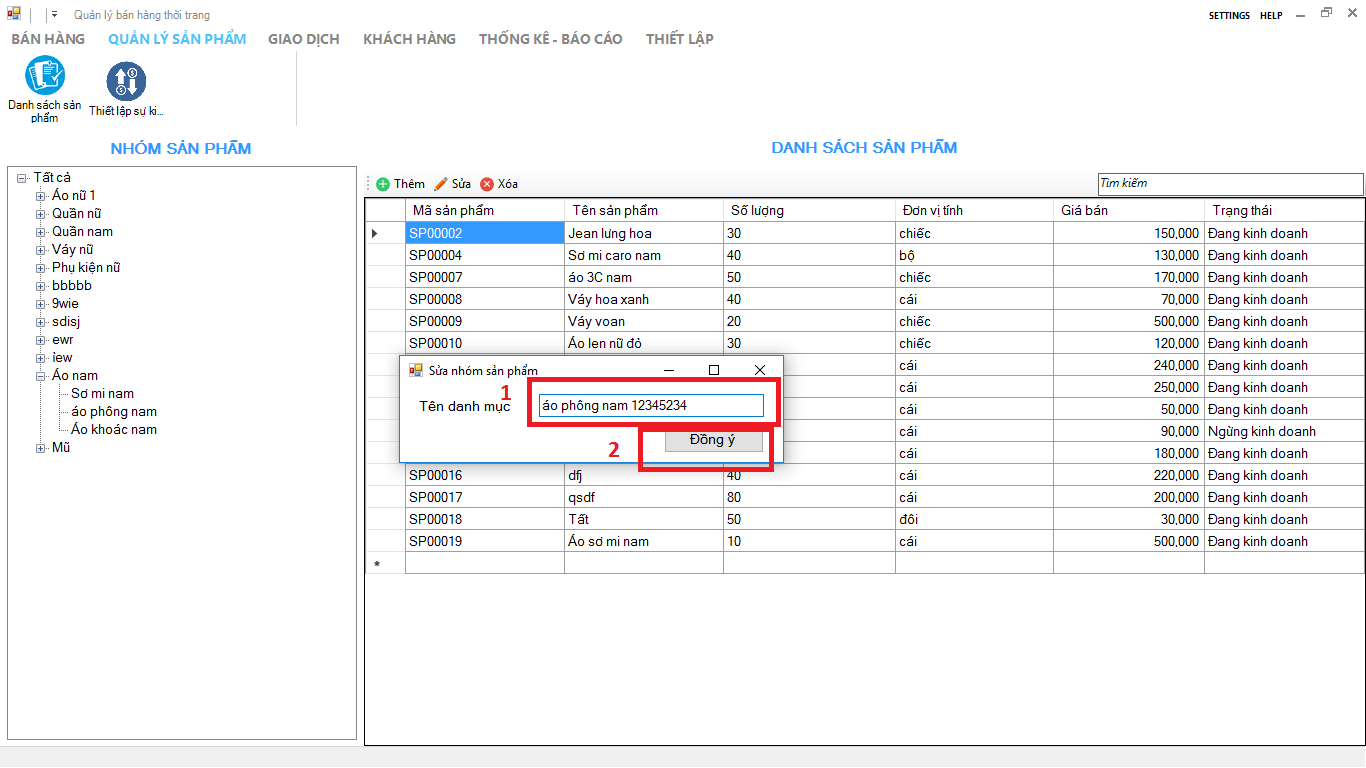 Quản lý bán hàng thời trang
SETTINGS HELP
BÁN HÀNG QUẢN LÝ SẢN PHẨM GIAO DỊCH KHÁCH HÀNG THỐNG KÊ - BÁO CÁO THIẾT LẬP
Danh sách sản phẩm
Thiết lập sự ki...
NHÓM SẢN PHẨM
Tất cả
Áo nữ 1
Quần nữ
Quần nam
Váy nữ
Phụ kiện nữ
bbbbb
9wie
sdisj
ewr
iew
Áo nam
Sơ mi nam
áo phông nam
Áo khoác nam
Mũ
DANH SÁCH SẢN PHẨM
Thêm Sửa Xóa
Tìm kiếm
Mã sản phẩm Tên sản phẩm Số lượng Đơn vị tính Giá bán Trạng thái
SP00002 Jean lưng hoa 30 chiếc 150,000 Đang kinh doanh
SP00004 Sơ mi caro nam 40 bộ 130,000 Đang kinh doanh
SP00007 áo 3C nam 50 chiếc 170,000 Đang kinh doanh
SP00008 Váy hoa xanh 40 cái 70,000 Đang kinh doanh
SP00009 Váy voan 20 chiếc 500,000 Đang kinh doanh
SP00010 Áo len nữ đỏ 30 chiếc 120,000 Đang kinh doanh
cái 240,000 Đang kinh doanh
cái 250,000 Đang kinh doanh
cái 50,000 Đang kinh doanh
cái 90,000 Ngừng kinh doanh
cái 180,000 Đang kinh doanh
SP00016 dfj 40 cái 220,000 Đang kinh doanh
SP00017 qsdf 80 cái 200,000 Đang kinh doanh
SP00018 Tất 50 đôi 30,000 Đang kinh doanh
SP00019 Áo sơ mi nam 10 cái 500,000 Đang kinh doanh
Sửa nhóm sản phẩm
1
Tên danh mục áo phông nam 12345234
2
Đồng ý